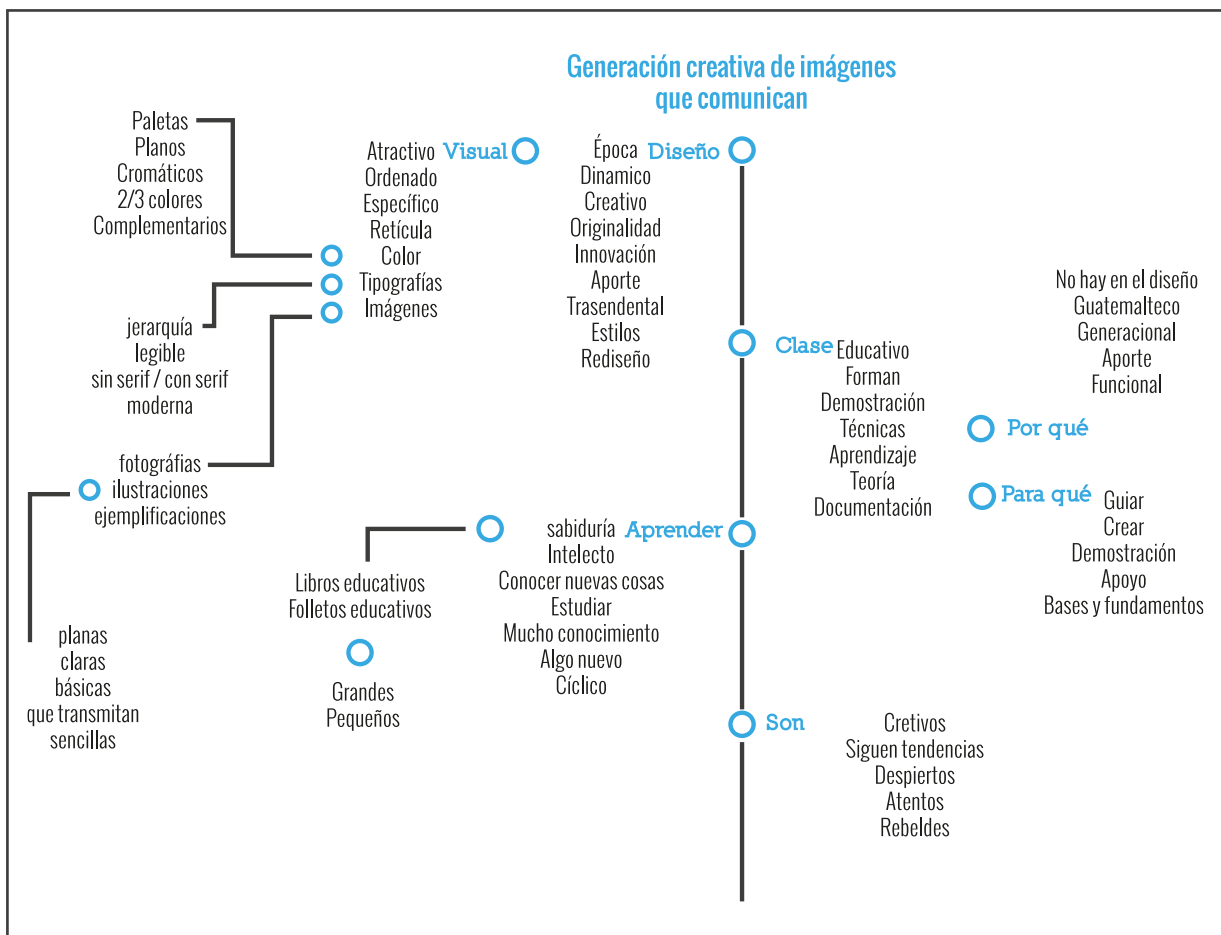 Generación creativa de imágenes
que comunican
Paletas
Planos
Cromáticos
2/3 colores
Complementarios
jerarquía
legible
sin serif / con serif
moderna
fotográfias
ilustraciones
ejemplificaciones
planas
claras
básicas
que transmitan
sencillas
Visual
Atractivo
Ordenado
Específico
Retícula
Color
Tipografías
Imágenes
Diseño
Época
Dinamico
Creativo
Originalidad
Innovación
Aporte
Trasendental
Estilos
Rediseño
Clase
Educativo
Forman
Demostración
Técnicas
Aprendizaje
Teoría
Documentación
No hay en el diseño
Guatemalteco
Generacional
Aporte
Funcional
Por qué
Para qué
Guiar
Crear
Demostración
Apoyo
Bases y fundamentos
Aprender
sabiduría
Intelecto
Conocer nuevas cosas
Estudiar
Mucho conocimiento
Algo nuevo
Cíclico
Libros educativos
Folletos educativos
Grandes
Pequeños
Son
Cretivos
Siguen tendencias
Despiertos
Atentos
Rebeldes